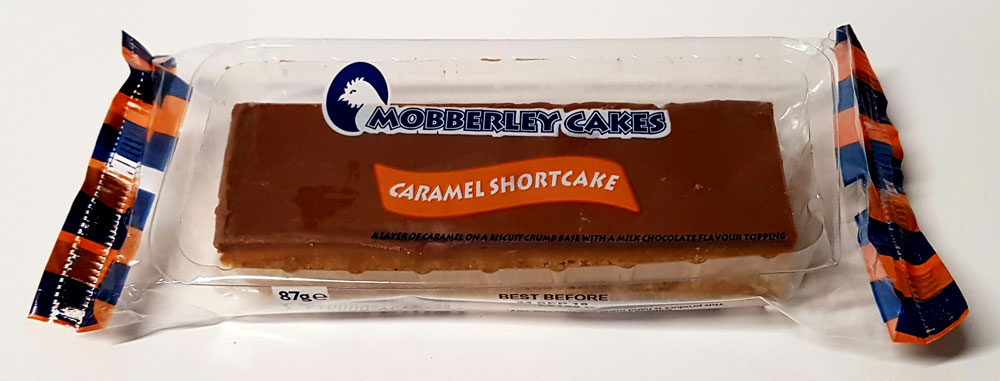 MOBBERLEY CAKES
CARAMEL SHORTCAKE
A LAYER OF CARAMEL ON A BISCUIT CRUMB BASE WITH A MILK CHOCOLATE FLAVOUR TOPPING
87g e
BEST BEFORE